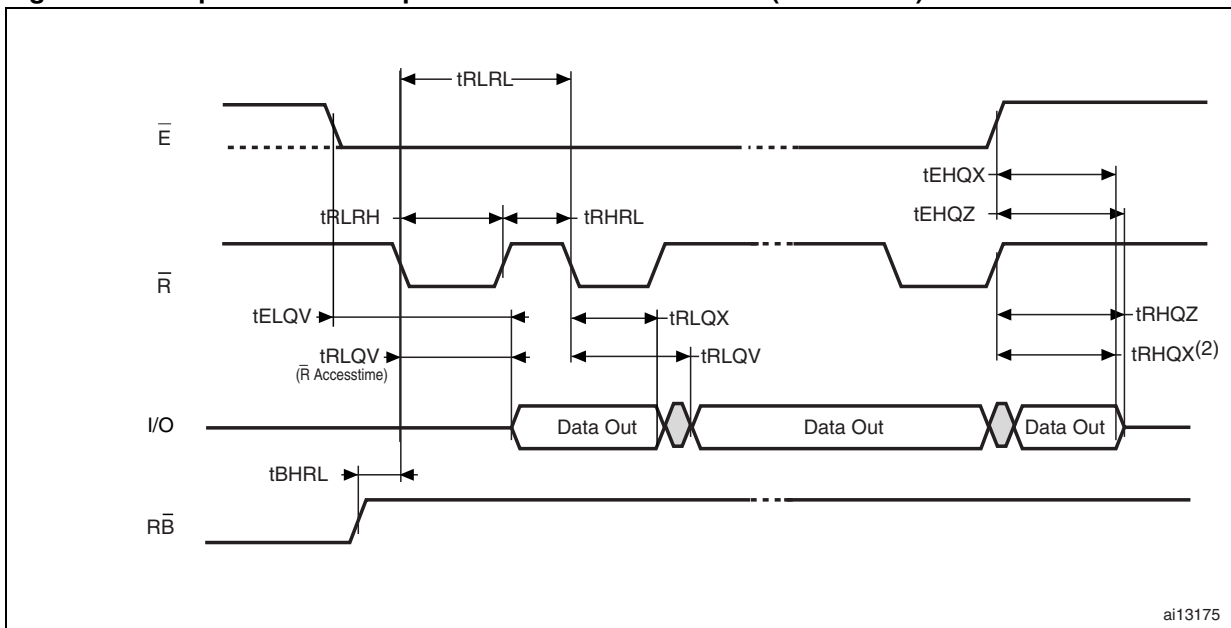 tRLRL
E̅
tEHQX
tEHQZ
tRLRH
tRHRL
R̅
tELQV
tRLQX
tRHQZ
tRLQV
tRLQV
tRHQX(2)
(R̅ Accesstime)
I/O
Data Out
Data Out
Data Out
tBHRL
RB̅
ai13175